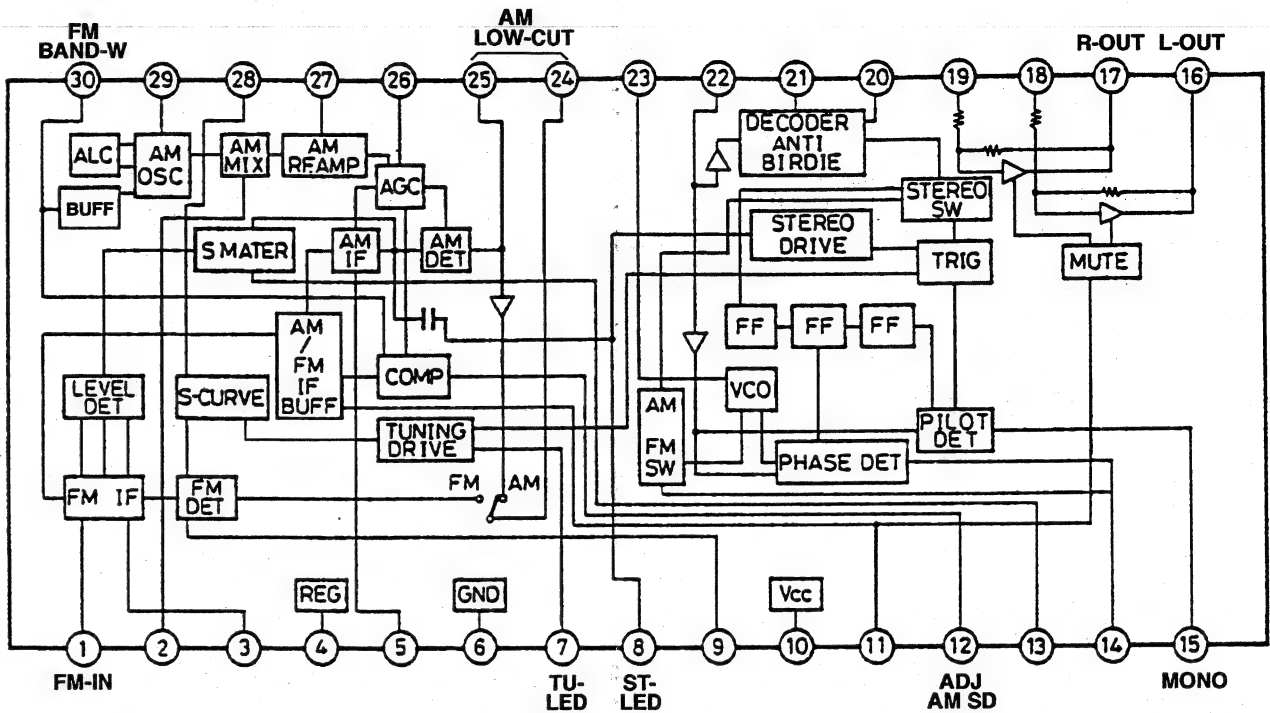 FM
BAND-W
AM
LOW-CUT
R-OUT L-OUT
30 29 28 27 26 25 24 23 22 21 20 19 18 17 16
ALC
AM
OSC
AM
MIX
AM
RF.AMP
AGC
BUFF
S MATER
AM
IF
AM
DET
DECODER
ANTI
BIRDIE
STEREO
SW
STEREO
DRIVE
TRIG
MUTE
AM
/
FM
IF
BUFF
COMP
FF
FF
FF
LEVEL
DET
S-CURVE
TUNING
DRIVE
VCO
AM
FM
SW
PILOT
DET
PHASE DET
FM IF
FM
DET
FM
AM
REG
GND
Vcc
1 2 3 4 5 6 7 8 9 10 11 12 13 14 15
FM-IN
TU-
LED
ST-
LED
ADJ
AM SD
MONO